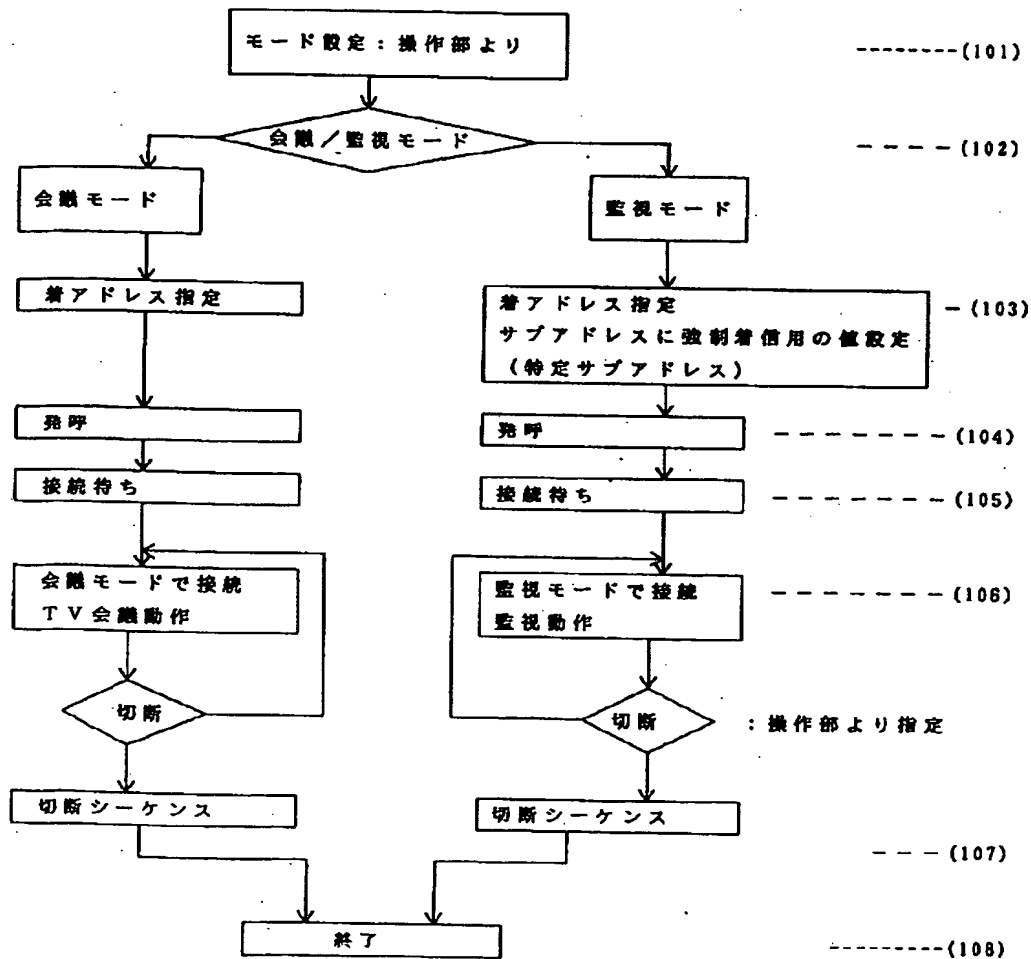 モード設定：操作部より
--------(101)
会議／監視モード
----(102)
会議モード
監視モード
着アドレス指定
着アドレス指定
サブアドレスに強制着信用の値設定
（特定サブアドレス）
-(103)
発呼
発呼
-------(104)
接続待ち
接続待ち
-------(105)
会議モードで接続
TV会議動作
監視モードで接続
監視動作
-------(106)
切断
切断
：操作部より指定
切断シーケンス
切断シーケンス
---(107)
終了
---------(108)